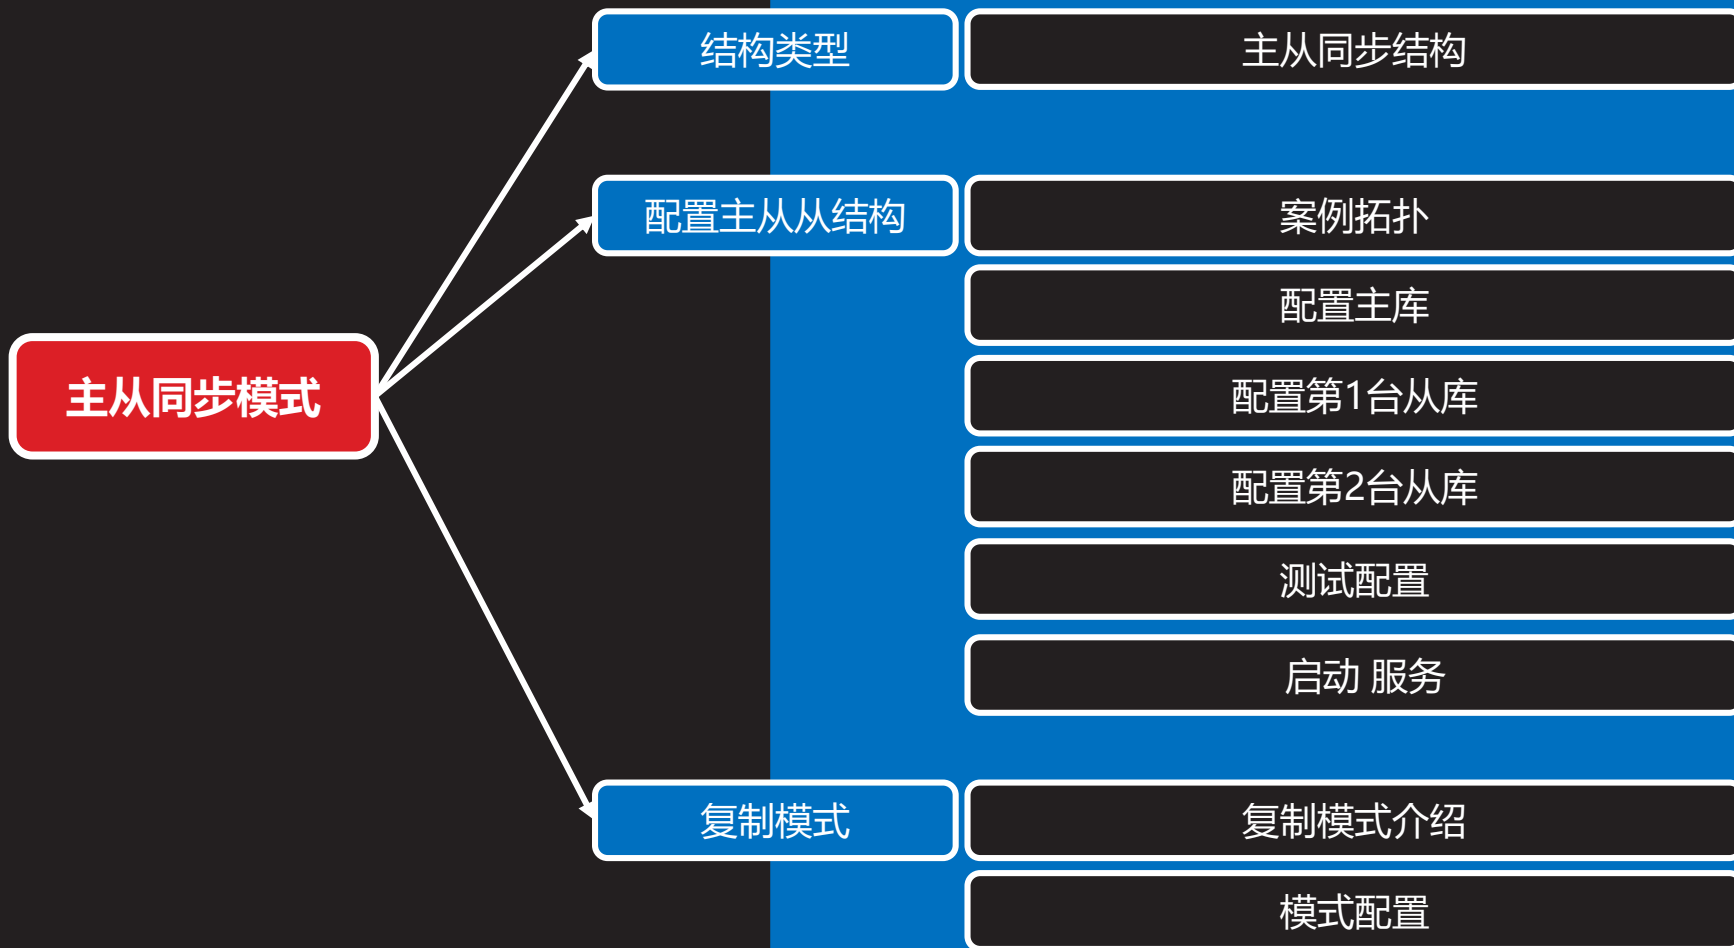 主从同步模式
结构类型
主从同步结构
配置主从从结构
案例拓扑
配置主库
配置第1台从库
配置第2台从库
测试配置
启动 服务
复制模式
复制模式介绍
模式配置